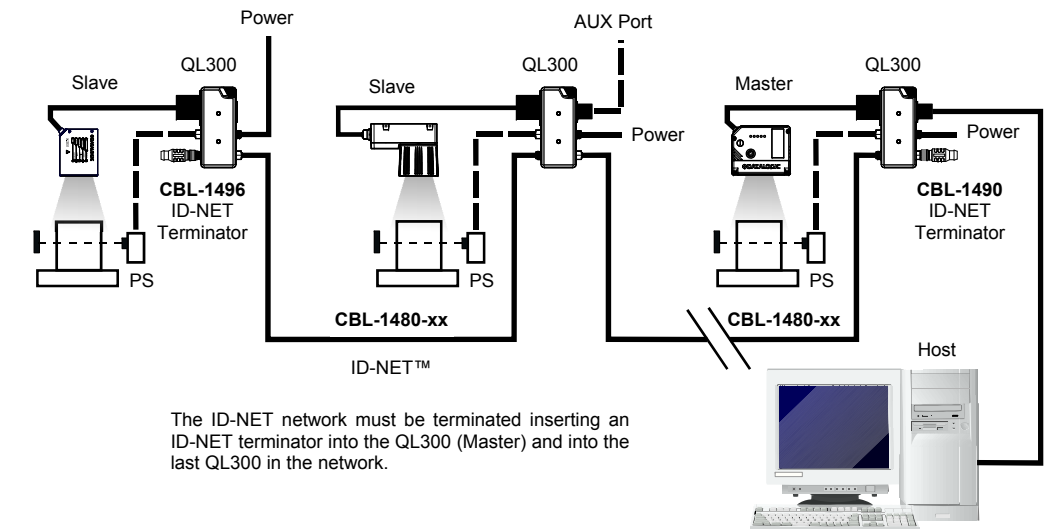 Power
AUX Port
QL300
QL300
QL300
Slave
Slave
Master
Power
Power
CBL-1496
ID-NET
Terminator
CBL-1490
ID-NET
Terminator
PS
PS
PS
CBL-1480-xx
CBL-1480-xx
ID-NET™
Host
The ID-NET network must be terminated inserting an
ID-NET terminator into the QL300 (Master) and into the
last QL300 in the network.
DATALOGIC